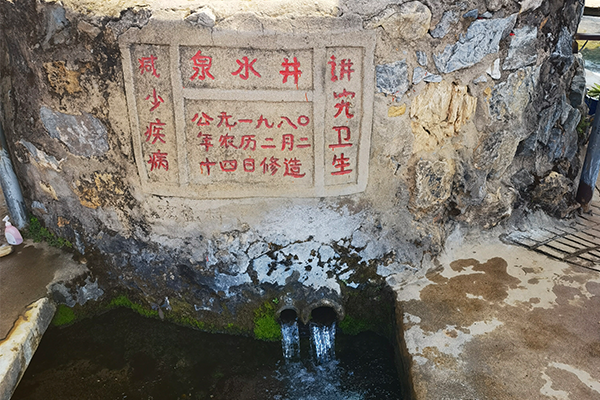 泉水井
讲究卫生
减少疾病
公元一九八〇
年农历二月二
十四日修造